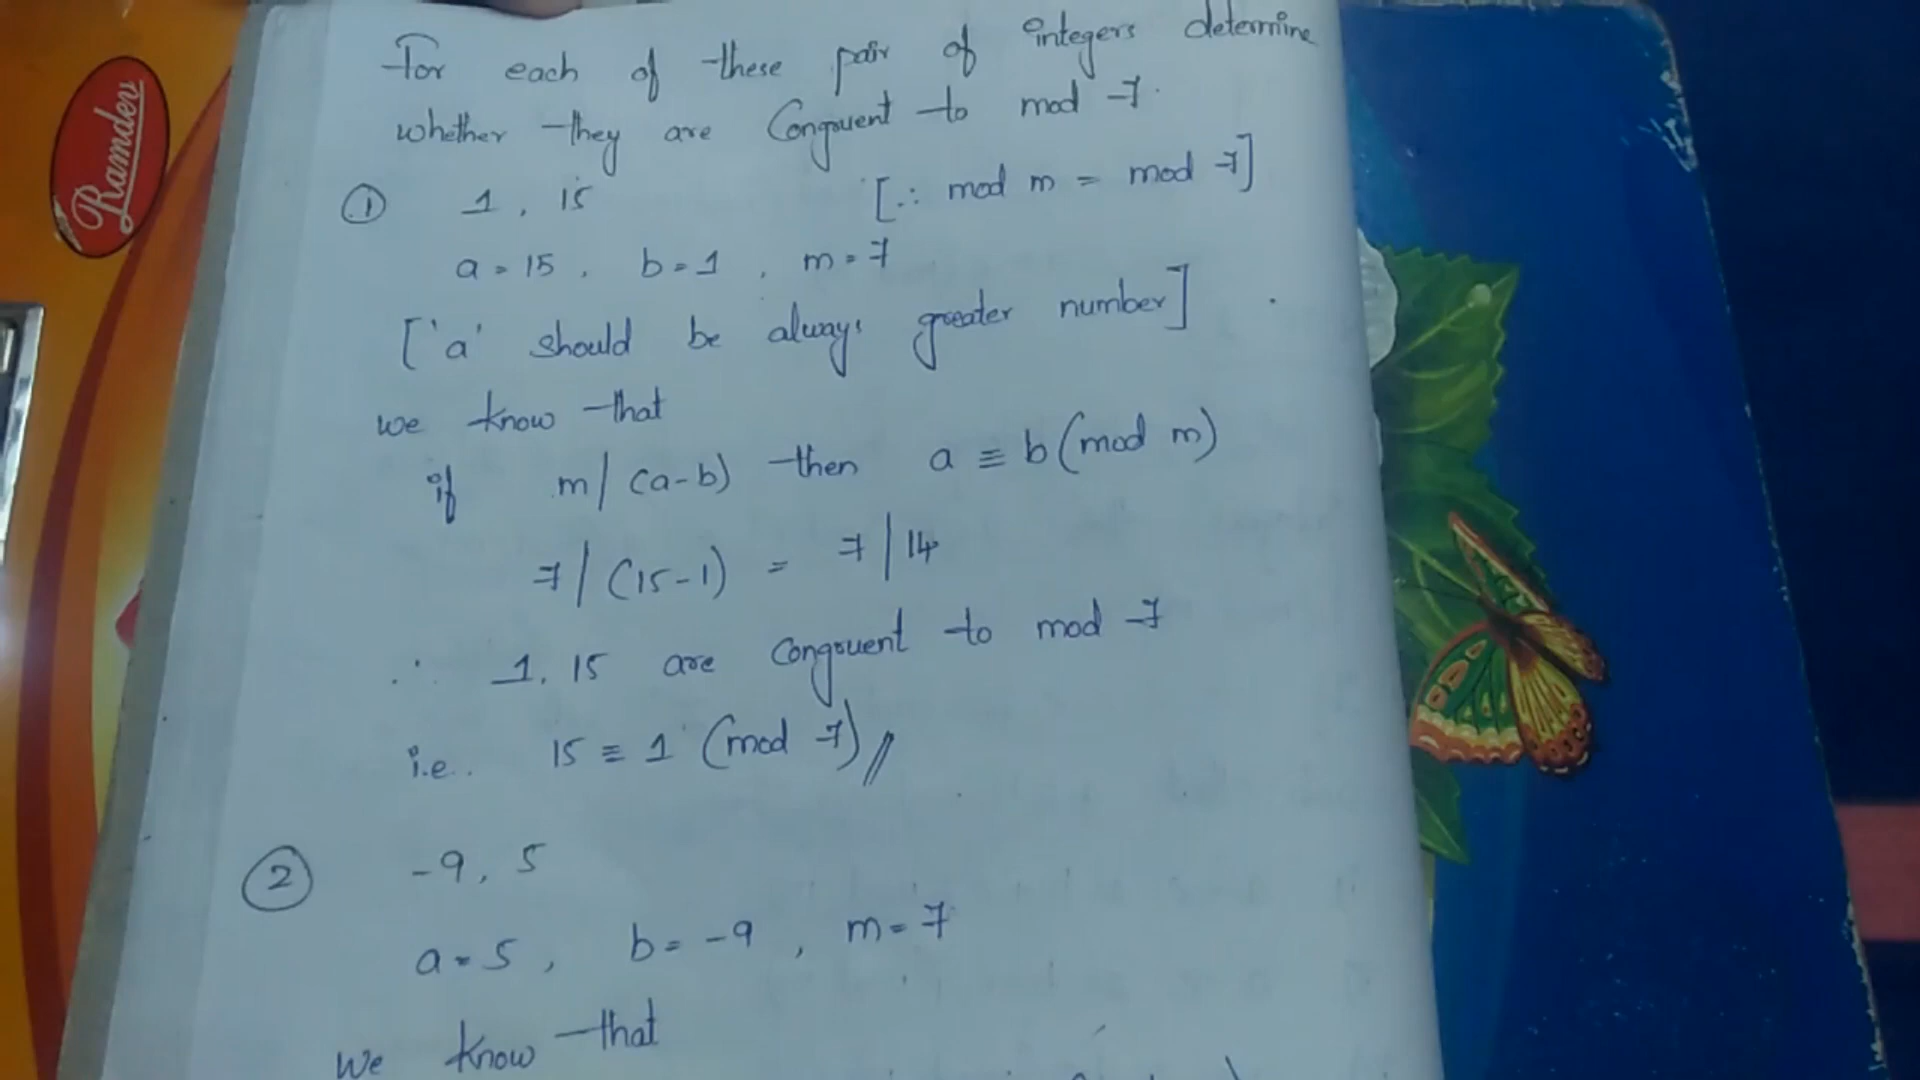 Ramdev
For each of these pair of integers determine
whether they are Congruent to mod 7.
① 1, 15 [∴ mod m = mod 7]
a = 15, b = 1, m = 7
['a' should be always greater number]
we know that
if m/(a-b) then a ≡ b (mod m)
7/(15-1) = 7/14
∴ 1, 15 are Congruent to mod 7
i.e. 15 ≡ 1 (mod 7)//
② -9, 5
a = 5, b = -9, m = 7
We know that